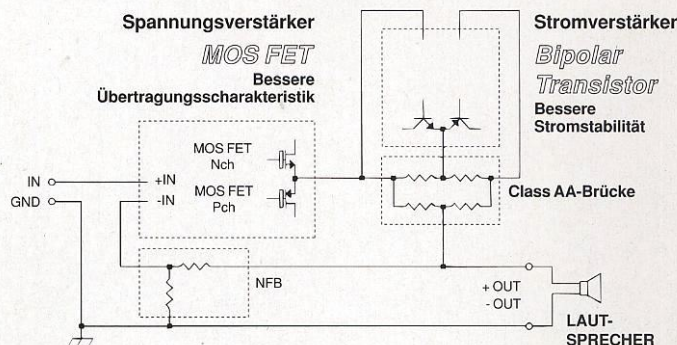 Spannungsverstärker
MOS FET
Bessere
Übertragungsscharakteristik
Stromverstärker
Bipolar
Transistor
Bessere
Stromstabilität
MOS FET
Nch
MOS FET
Pch
IN
GND
+IN
-IN
Class AA-Brücke
NFB
+ OUT
- OUT
LAUT-
SPRECHER